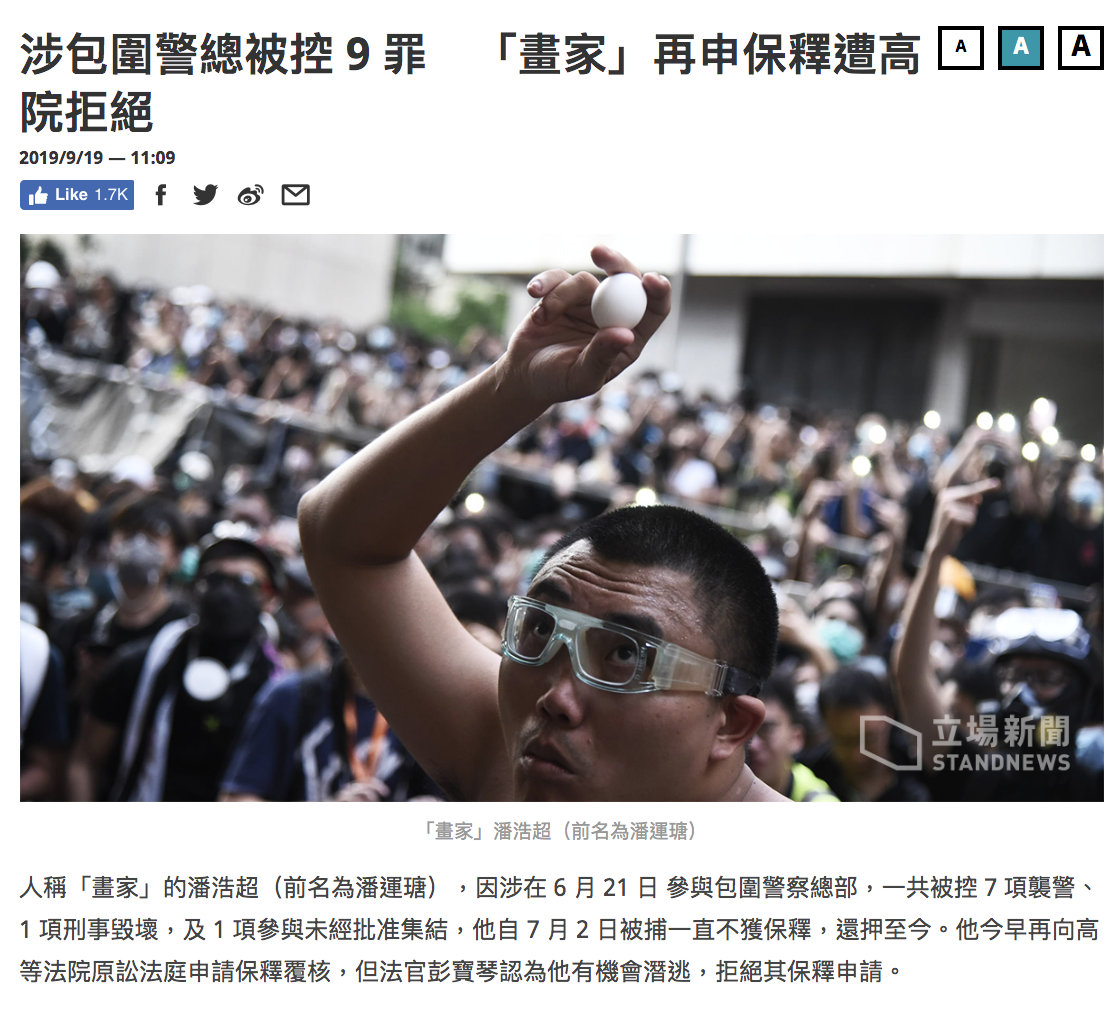 涉包圍警總被控 9 罪　「畫家」再申保釋遭高
院拒絕
A A A
2019/9/19 — 11:09
Like 1.7K
立場新聞
STANDNEWS
「畫家」潘浩超（前名為潘運瑭）
人稱「畫家」的潘浩超（前名為潘運瑭），因涉在 6 月 21 日 參與包圍警察總部，一共被控 7 項襲警、
1 項刑事毀壞，及 1 項參與未經批准集結，他自 7 月 2 日被捕一直不獲保釋，還押至今。他今早再向高
等法院原訟法庭申請保釋覆核，但法官彭寶琴認為他有機會潛逃，拒絕其保釋申請。